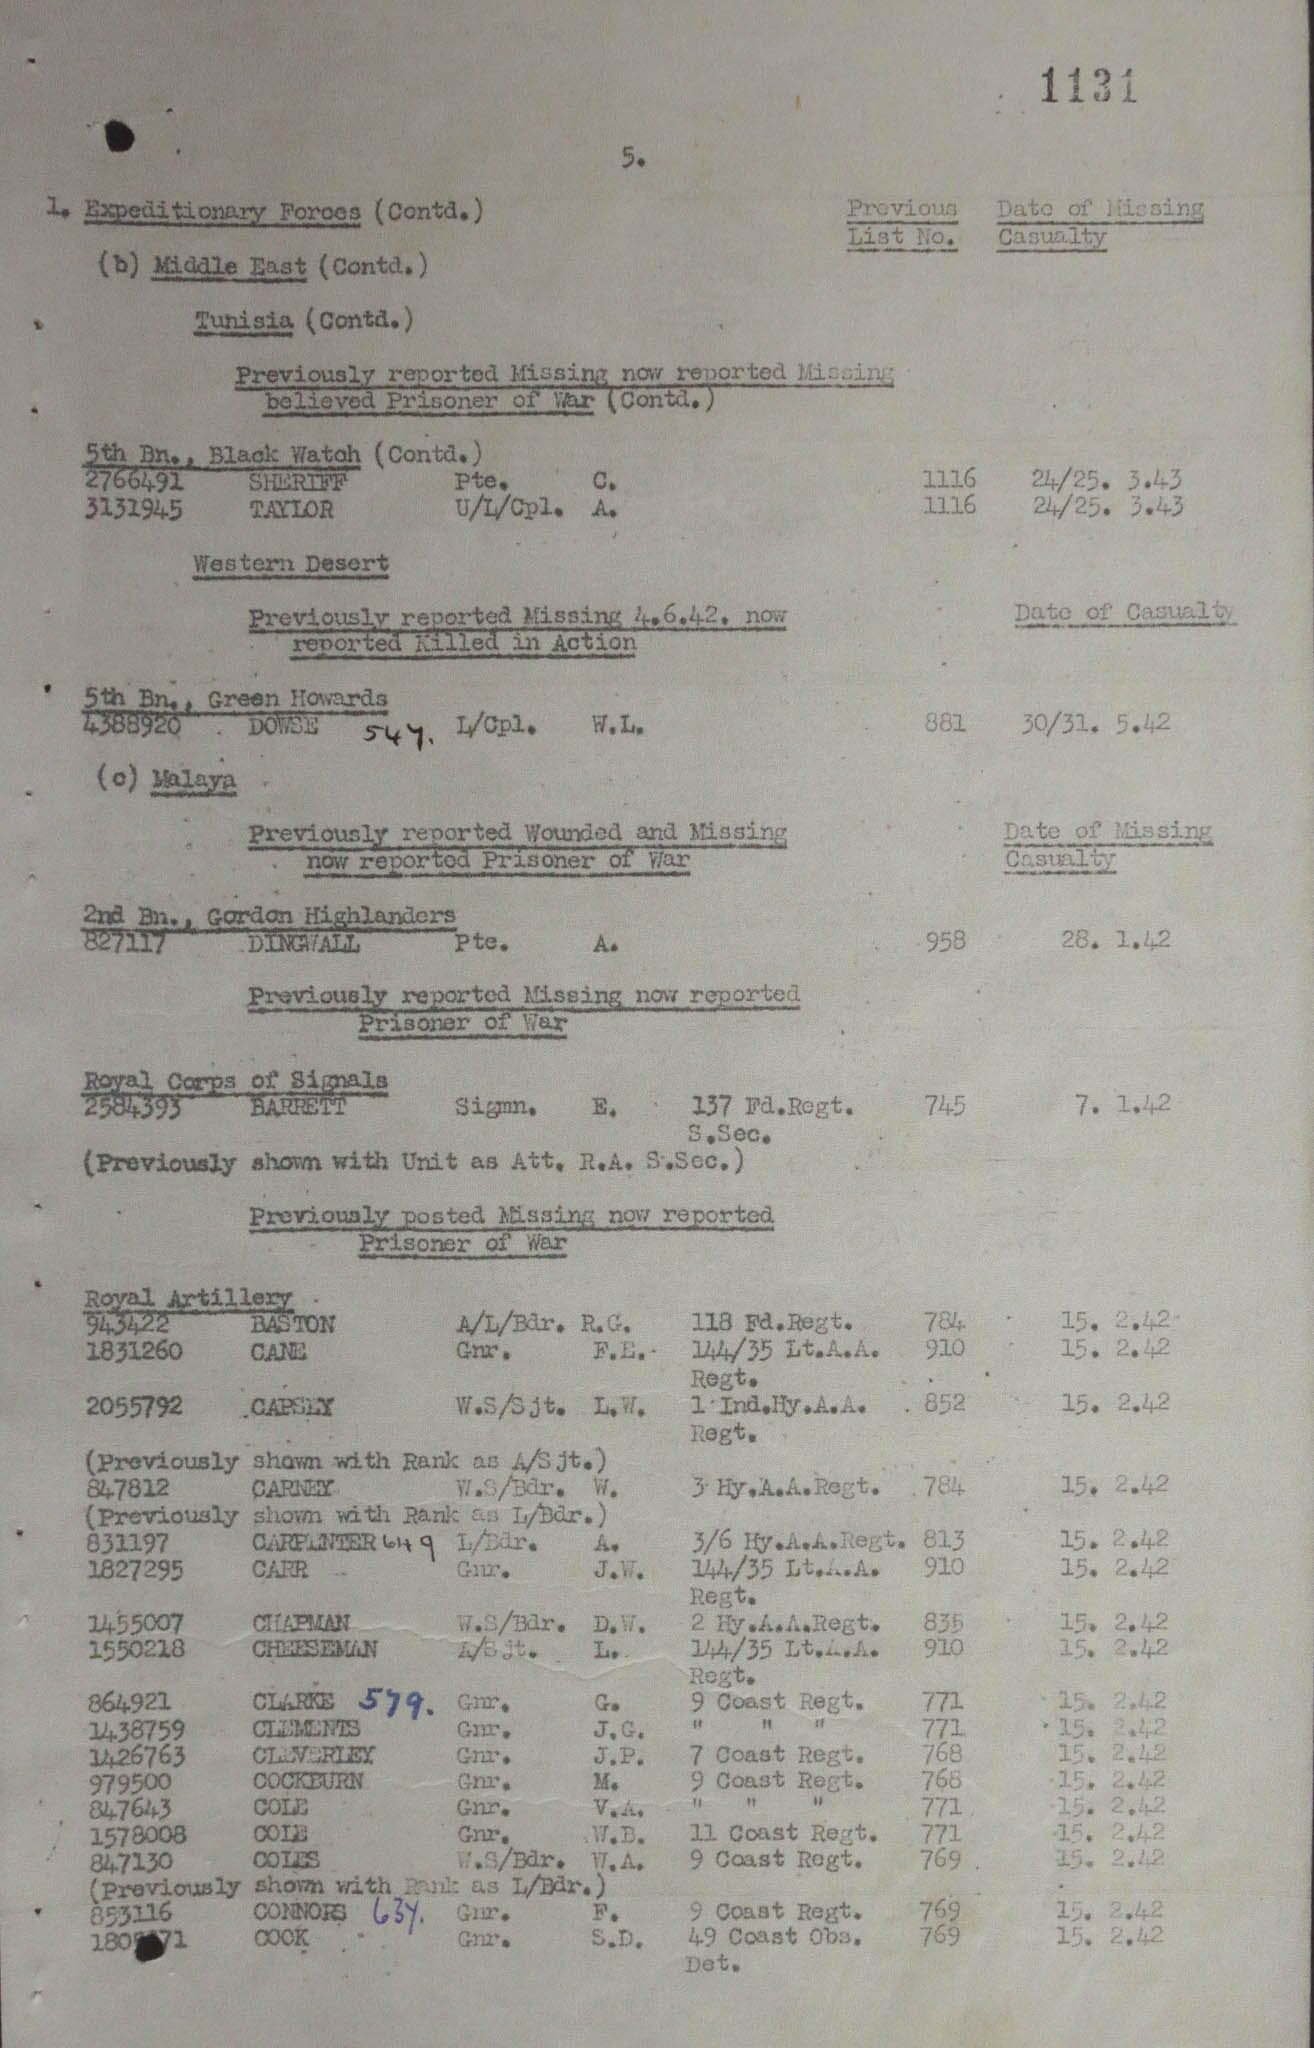 1131
5.
1. Expeditionary Forces (Contd.) Previous List No. Date of Missing Casualty
(b) Middle East (Contd.)
Tunisia (Contd.)
Previously reported Missing now reported Missing
believed Prisoner of War (Contd.)
5th Bn., Black Watch (Contd.)
2766491 SHERIFF Pte. C. 1116 24/25. 3.43
3131945 TAYLOR U/L/Cpl. A. 1116 24/25. 3.43
Western Desert
Previously reported Missing 4.6.42. now Date of Casualty
reported Killed in Action
5th Bn., Green Howards
4388920 DOWSE 547. L/Cpl. W.L. 881 30/31. 5.42
(c) Malaya
Previously reported Wounded and Missing Date of Missing
now reported Prisoner of War Casualty
2nd Bn., Gordon Highlanders
827117 DINGWALL Pte. A. 958 28. 1.42
Previously reported Missing now reported
Prisoner of War
Royal Corps of Signals
2584393 BARRETT Sigmn. E. 137 Fd.Regt. 745 7. 1.42
S.Sec.
(Previously shown with Unit as Att. R.A. S.Sec.)
Previously posted Missing now reported
Prisoner of War
Royal Artillery
943422 BASTON A/L/Bdr. R.G. 118 Fd.Regt. 784 15. 2.42
1831260 CANE Gnr. F.E. 144/35 Lt.A.A. 910 15. 2.42
Regt.
2055792 CAPSEY W.S/Sjt. L.W. 1 Ind.Hy.A.A. 852 15. 2.42
Regt.
(Previously shown with Rank as A/Sjt.)
847812 CARNEY W.S/Bdr. W. 3 Hy.A.A.Regt. 784 15. 2.42
(Previously shown with Rank as L/Bdr.)
831197 CARPENTER 649 L/Bdr. A. 3/6 Hy.A.A.Regt. 813 15. 2.42
1827295 CARR Gnr. J.W. 144/35 Lt.A.A. 910 15. 2.42
Regt.
1455007 CHAPMAN W.S/Bdr. D.W. 2 Hy.A.A.Regt. 835 15. 2.42
1550218 CHEESEMAN A/Sjt. L. 144/35 Lt.A.A. 910 15. 2.42
Regt.
864921 CLARKE 579. Gnr. G. 9 Coast Regt. 771 15. 2.42
1438759 CLEMENTS Gnr. J.G. " " " 771 15. 2.42
1426763 CLEVERLEY Gnr. J.P. 7 Coast Regt. 768 15. 2.42
979500 COCKBURN Gnr. M. 9 Coast Regt. 768 15. 2.42
847643 COLE Gnr. V.A. " " " 771 15. 2.42
1578008 COLE Gnr. W.B. 11 Coast Regt. 771 15. 2.42
847130 COLES W.S/Bdr. W.A. 9 Coast Regt. 769 15. 2.42
(Previously shown with Rank as L/Bdr.)
853116 CONNORS 637. Gnr. F. 9 Coast Regt. 769 15. 2.42
COOK Gnr. S.D. 49 Coast Obs. 769 15. 2.42
Det.